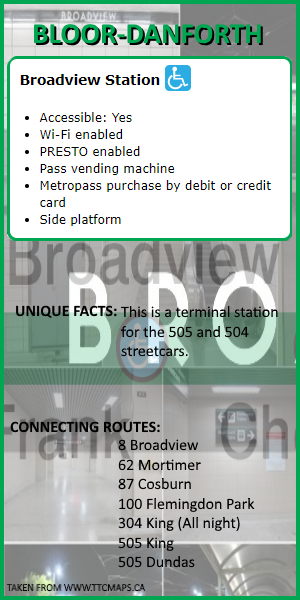 BROADVIEW
BLOOR-DANFORTH
Broadview Station
Accessible: Yes
Wi-Fi enabled
PRESTO enabled
Pass vending machine
Metropass purchase by debit or credit
card
Side platform
Broadview
BRO
UNIQUE FACTS: This is a terminal station
for the 505 and 504
streetcars.
Frank
CONNECTING ROUTES:
8 Broadview
62 Mortimer
87 Cosburn
100 Flemingdon Park
304 King (All night)
505 King
505 Dundas
TAKEN FROM WWW.TTCMAPS.CA